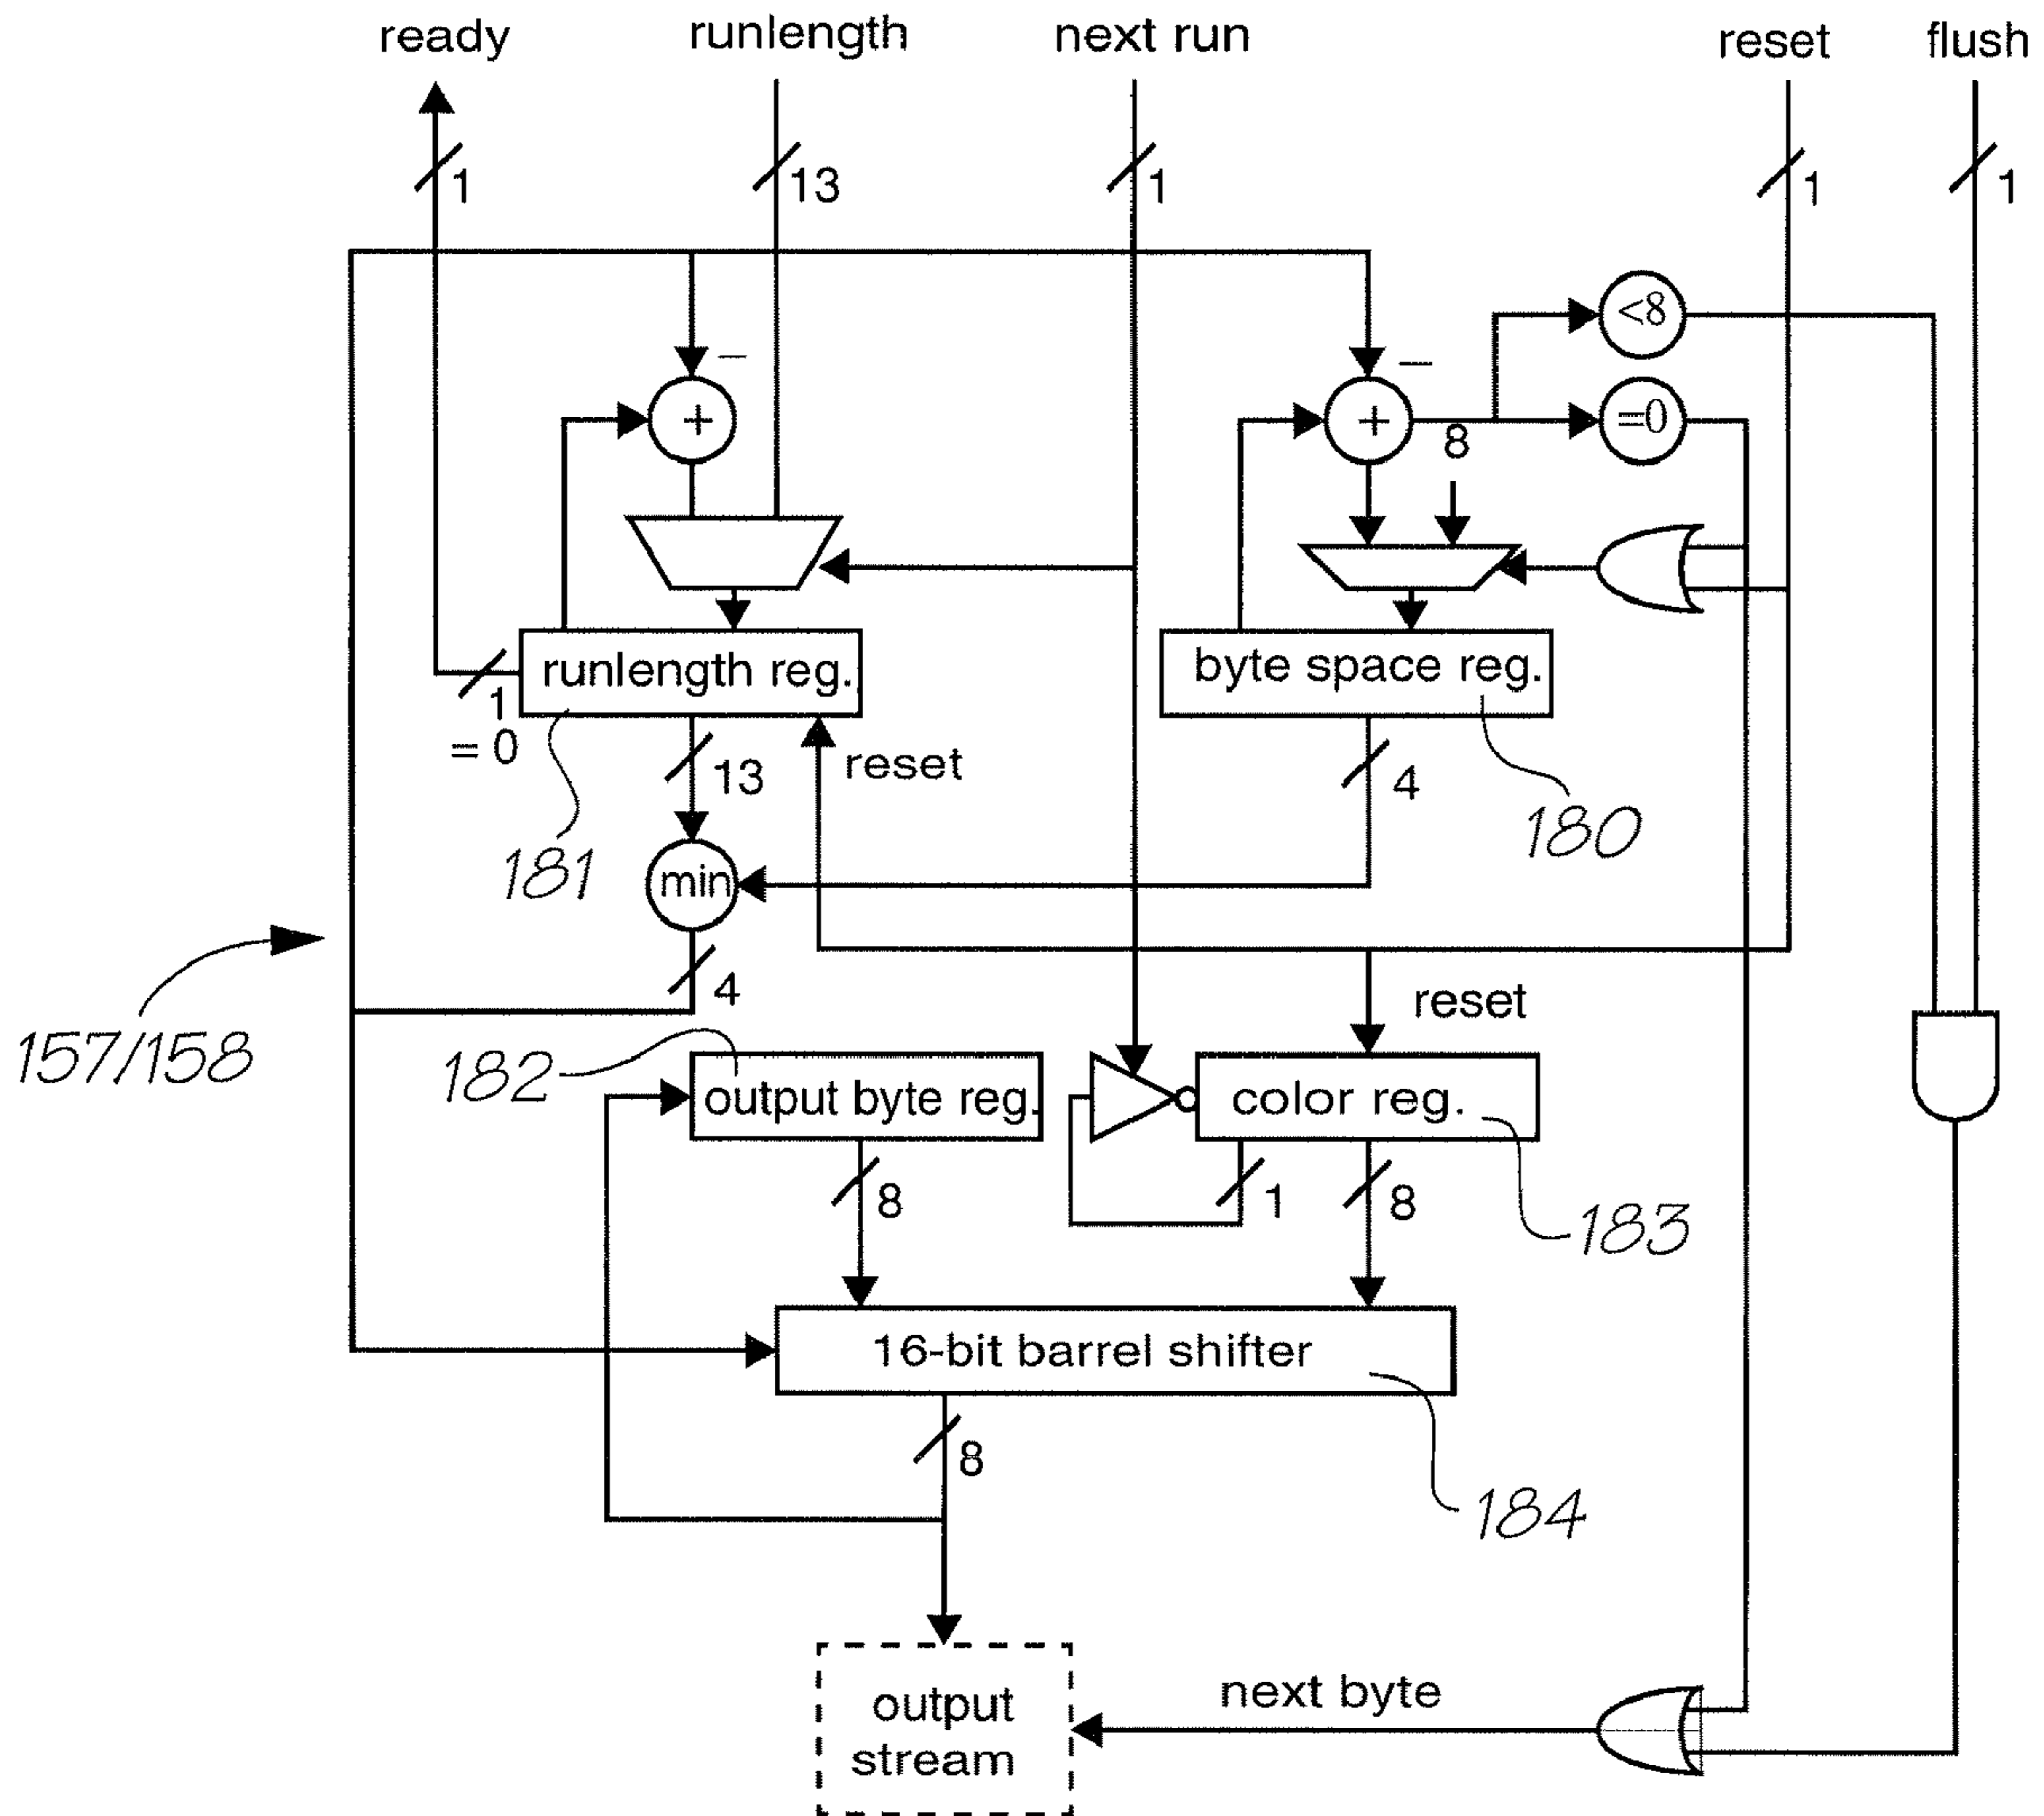 ready
runlength
next run
reset
flush
1
13
1
1
1
−
−
<8
+
+
=0
8
runlength reg.
byte space reg.
1
= 0
13
reset
4
180
181
min
4
reset
157/158
182
output byte reg.
color reg.
8
1
8
183
16-bit barrel shifter
8
184
next byte
output
stream